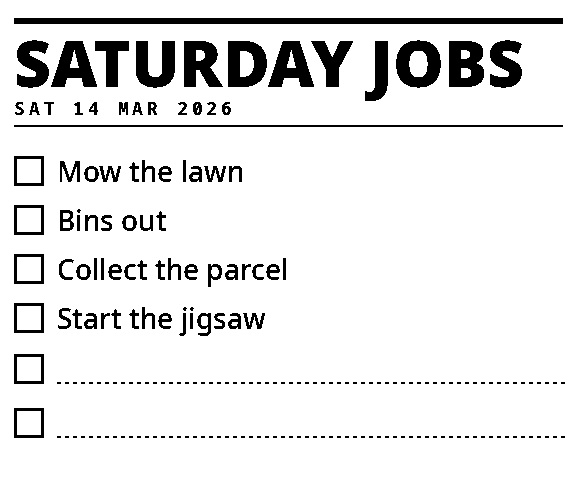 SATURDAY JOBS
SAT 14 MAR 2026
Mow the lawn
Bins out
Collect the parcel
Start the jigsaw